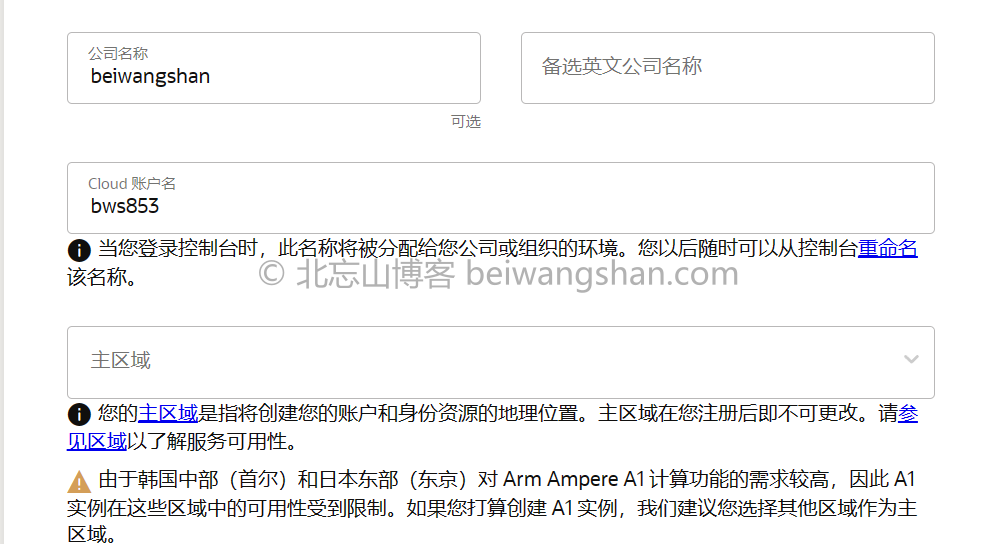 公司名称
beiwangshan
备选英文公司名称
可选
Cloud 账户名
bws853
当您登录控制台时，此名称将被分配给您公司或组织的环境。您以后随时可以从控制台重命名
该名称。
© 北忘山博客 beiwangshan.com
主区域
您的主区域是指将创建您的账户和身份资源的地理位置。主区域在您注册后即不可更改。请参
见区域以了解服务可用性。
由于韩国中部（首尔）和日本东部（东京）对 Arm Ampere A1 计算功能的需求较高，因此 A1
实例在这些区域中的可用性受到限制。如果您打算创建 A1 实例，我们建议您选择其他区域作为主
区域。